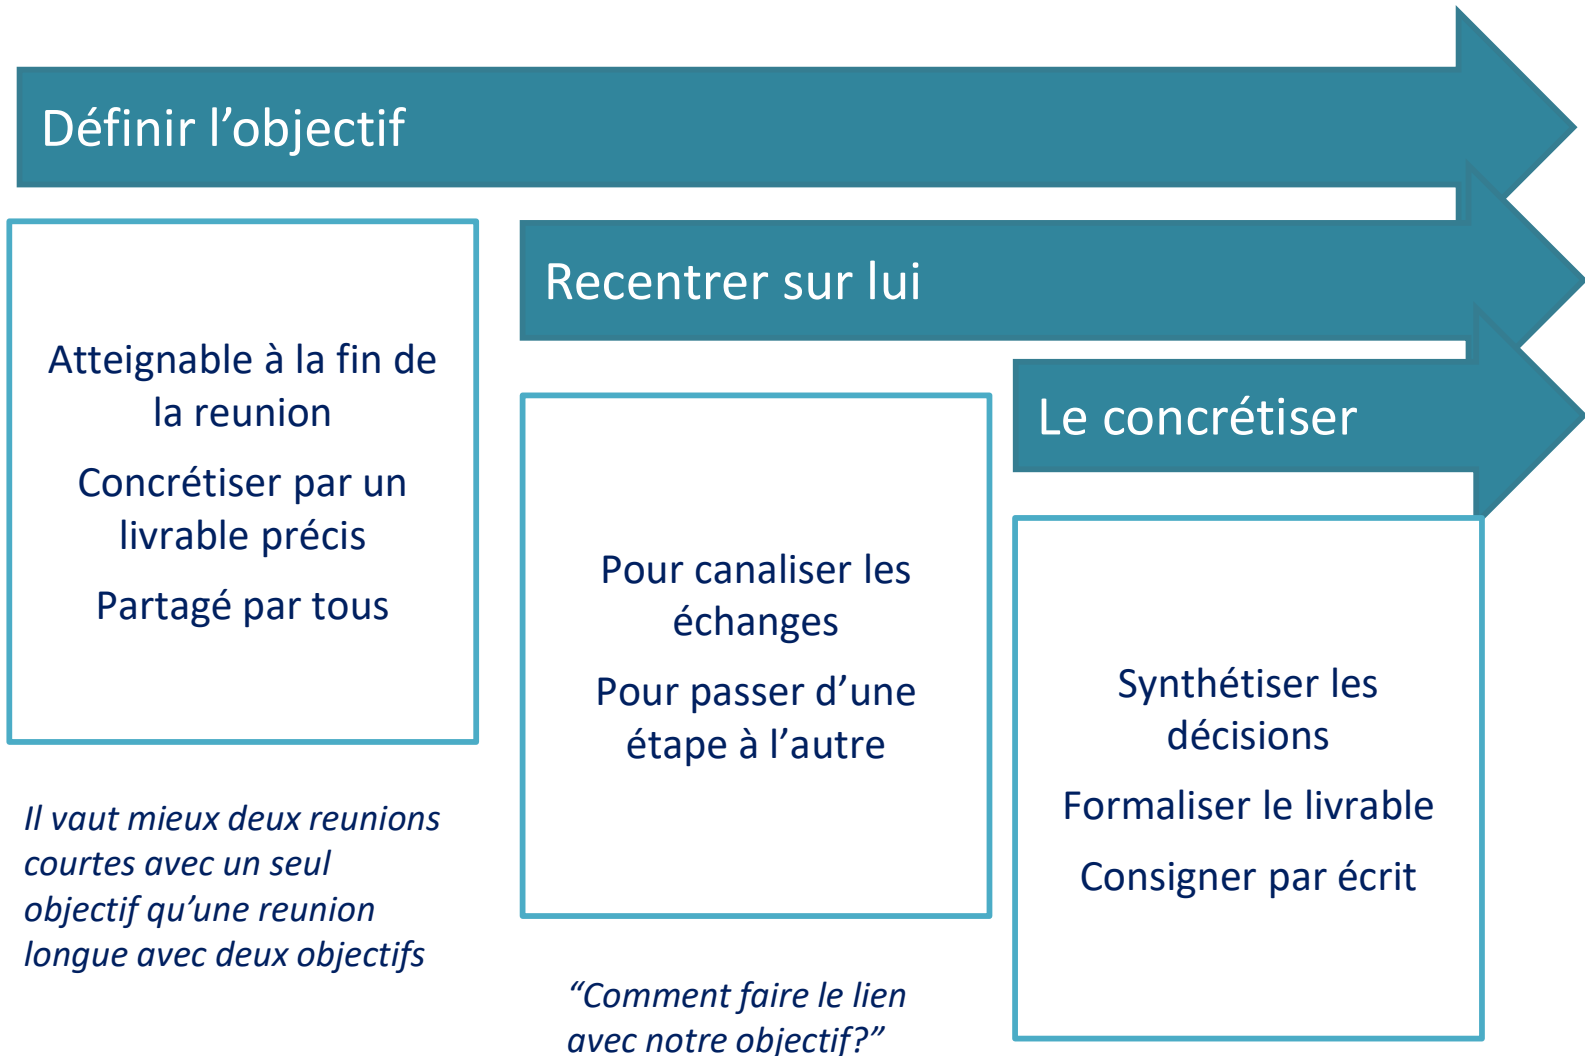 Définir l’objectif
Recentrer sur lui
Le concrétiser
Atteignable à la fin de
la reunion
Concrétiser par un
livrable précis
Partagé par tous
Il vaut mieux deux reunions
courtes avec un seul
objectif qu’une reunion
longue avec deux objectifs
Pour canaliser les
échanges
Pour passer d’une
étape à l’autre
“Comment faire le lien
avec notre objectif?”
Synthétiser les
décisions
Formaliser le livrable
Consigner par écrit